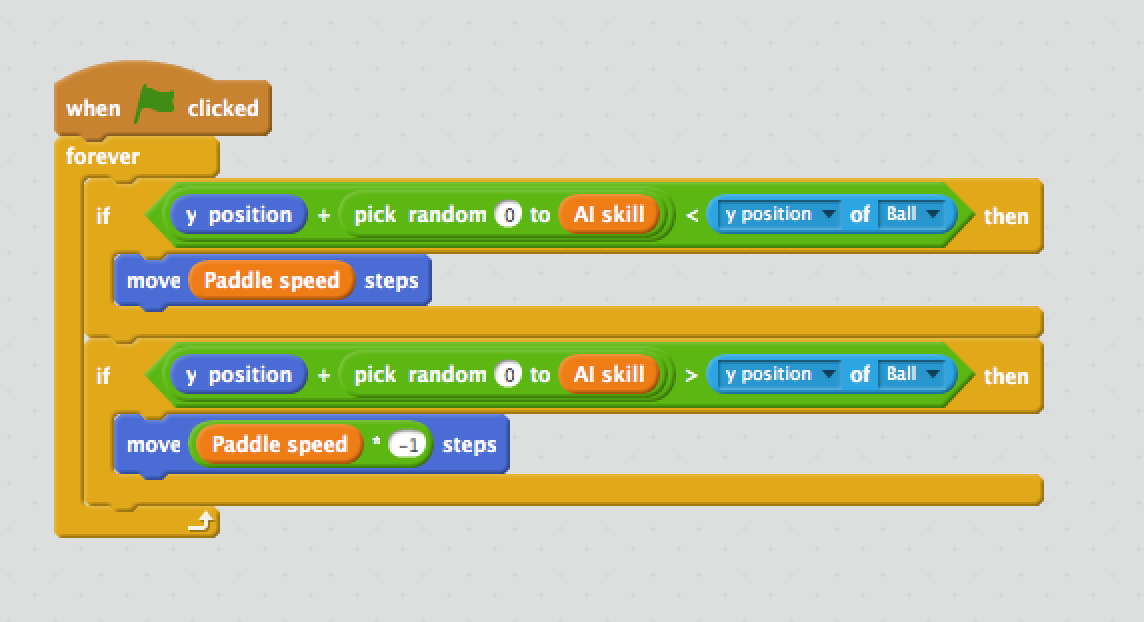 when clicked
forever
if y position + pick random 0 to AI skill < y position of Ball then
move Paddle speed steps
if y position + pick random 0 to AI skill > y position of Ball then
move Paddle speed * -1 steps